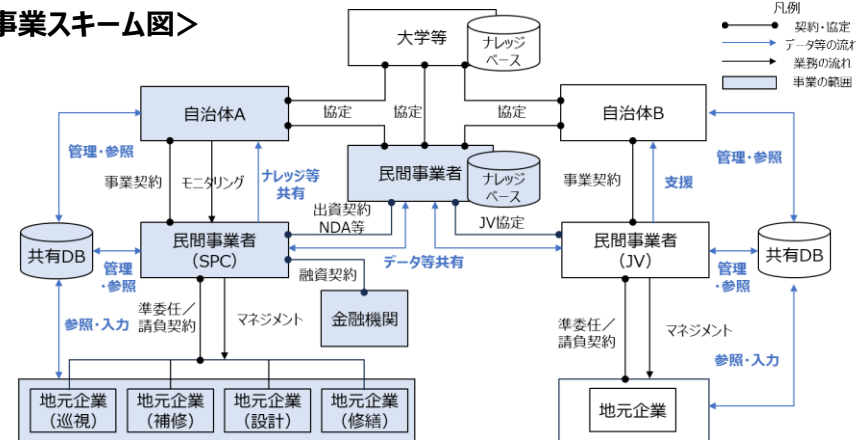 事業スキーム図>
凡例
契約・協定
データ等の流れ
業務の流れ
事業の範囲
大学等
ナレッジ
ベース
自治体A
協定
協定
協定
自治体B
管理・参照
事業契約
モニタリング
ナレッジ等
共有
民間事業者
ナレッジ
ベース
事業契約
支援
管理・参照
出資契約
NDA等
JV協定
共有DB
管理
・参照
民間事業者
(SPC)
データ等共有
民間事業者
(JV)
管理
・参照
共有DB
融資契約
金融機関
参照・入力
準委任/
請負契約
マネジメント
準委任/
請負契約
マネジメント
参照・入力
地元企業
(巡視)
地元企業
(補修)
地元企業
(設計)
地元企業
(修繕)
地元企業